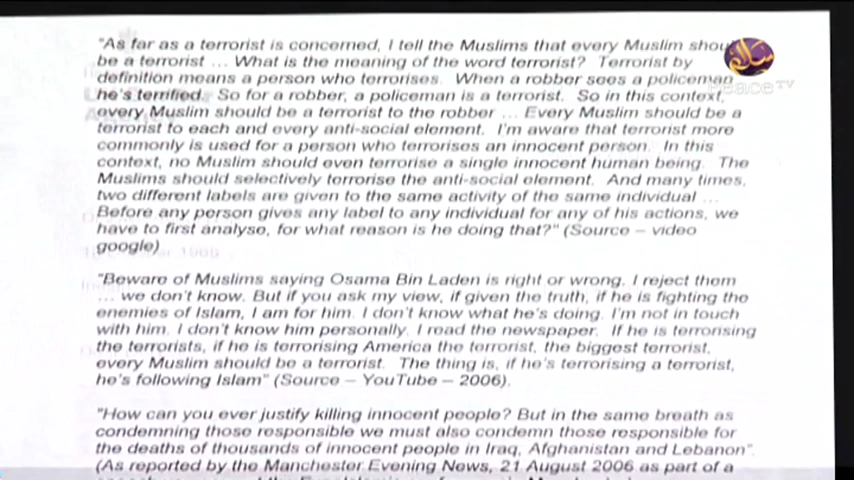 "As far as a terrorist is concerned, I tell the Muslims that every Muslim should
be a terrorist ... What is the meaning of the word terrorist? Terrorist by
definition means a person who terrorises. When a robber sees a policeman
he's terrified. So for a robber, a policeman is a terrorist. So in this context,
every Muslim should be a terrorist to the robber ... Every Muslim should be a
terrorist to each and every anti-social element. I'm aware that terrorist more
commonly is used for a person who terrorises an innocent person. In this
context, no Muslim should even terrorise a single innocent human being. The
Muslims should selectively terrorise the anti-social element. And many times,
two different labels are given to the same activity of the same individual ...
Before any person gives any label to any individual for any of his actions, we
have to first analyse, for what reason is he doing that?" (Source – video
google)
"Beware of Muslims saying Osama Bin Laden is right or wrong. I reject them
... we don't know. But if you ask my view, if given the truth, if he is fighting the
enemies of Islam, I am for him. I don't know what he's doing. I'm not in touch
with him. I don't know him personally. I read the newspaper. If he is terrorising
the terrorists, if he is terrorising America the terrorist, the biggest terrorist,
every Muslim should be a terrorist. The thing is, if he's terrorising a terrorist,
he's following Islam" (Source – YouTube – 2006).
"How can you ever justify killing innocent people? But in the same breath as
condemning those responsible we must also condemn those responsible for
the deaths of thousands of innocent people in Iraq, Afghanistan and Lebanon".
(As reported by the Manchester Evening News, 21 August 2006 as part of a
سلام
Peace TV